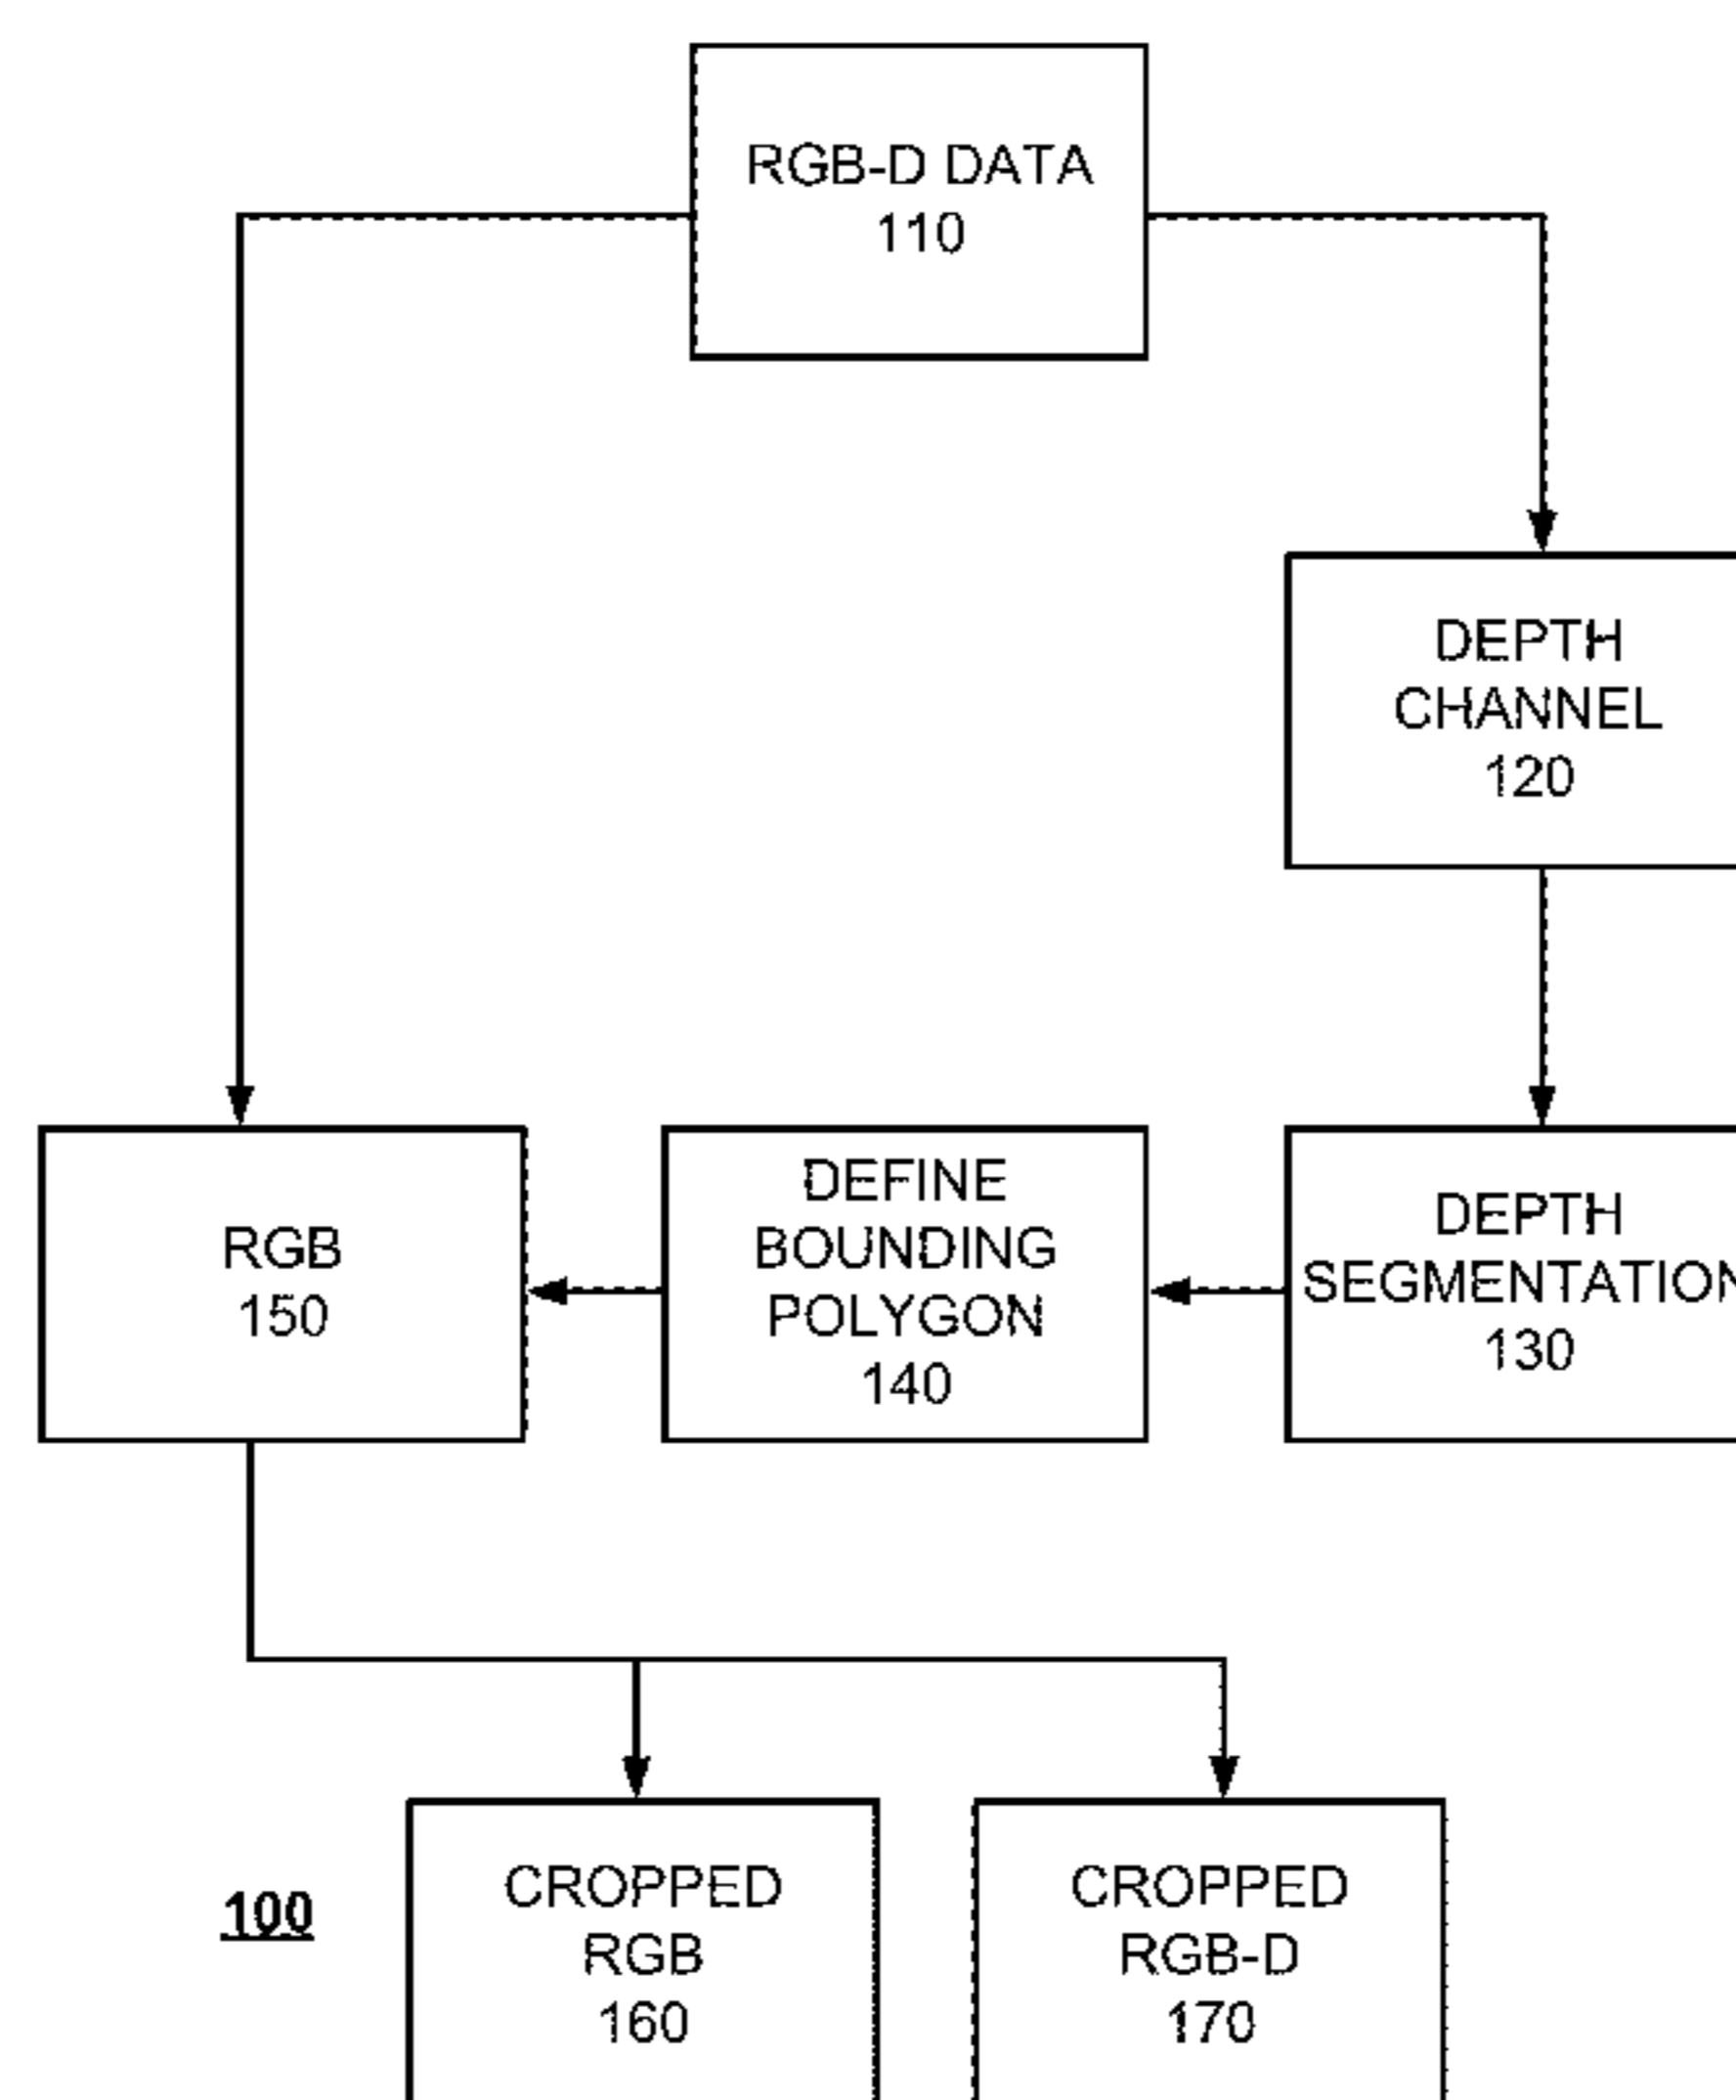 RGB-D DATA
110
DEPTH
CHANNEL
120
RGB
150
DEFINE
BOUNDING
POLYGON
140
DEPTH
SEGMENTATION
130
100
CROPPED
RGB
160
CROPPED
RGB-D
170